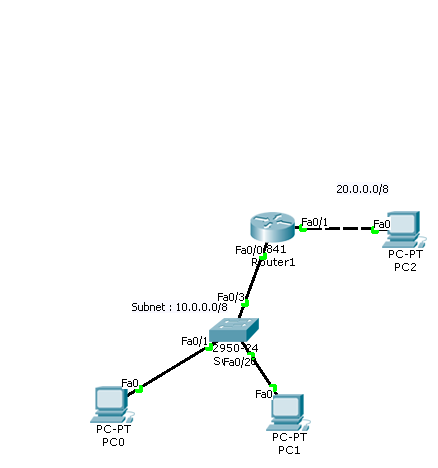 20.0.0.0/8
Fa0/1
Fa0
Fa0/0
841
Router1
PC-PT
PC2
Fa0/3
Subnet : 10.0.0.0/8
Fa0/1
2950-24
Fa0/20
Fa0
Fa0
PC-PT
PC0
PC-PT
PC1